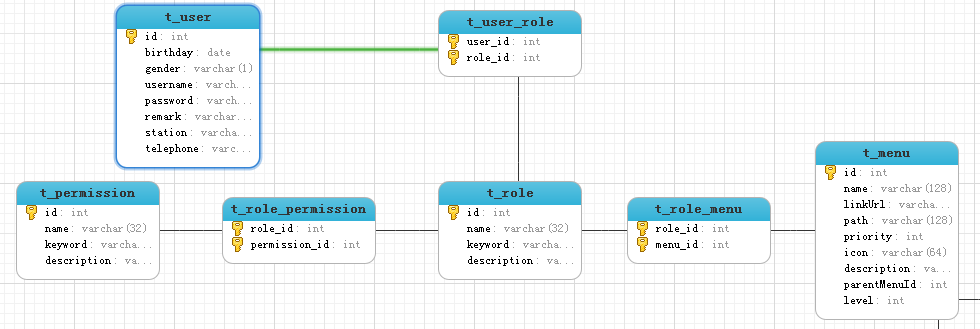 t_user
id: int
birthday: date
gender: varchar(1)
username: varch...
password: varch...
remark: varchar...
station: varcha...
telephone: varc...
t_user_role
user_id: int
role_id: int
t_permission
id: int
name: varchar(32)
keyword: varcha...
description: va...
t_role_permission
role_id: int
permission_id: int
t_role
id: int
name: varchar(32)
keyword: varcha...
description: va...
t_role_menu
role_id: int
menu_id: int
t_menu
id: int
name: varchar(128)
linkUrl: varcha...
path: varchar(128)
priority: int
icon: varchar(64)
description: va...
parentMenuId: int
level: int